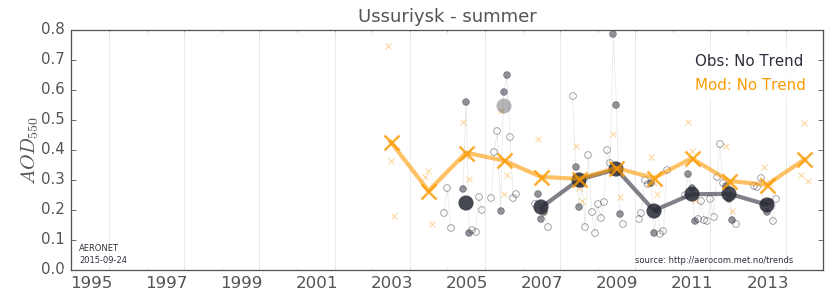 Ussuriysk - summer
0.8
0.7
0.6
0.5
0.4
0.3
0.2
0.1
0.0
AOD550
Obs: No Trend
Mod: No Trend
AERONET
2015-09-24
source: http://aerocom.met.no/trends
1995 1997 1999 2001 2003 2005 2007 2009 2011 2013